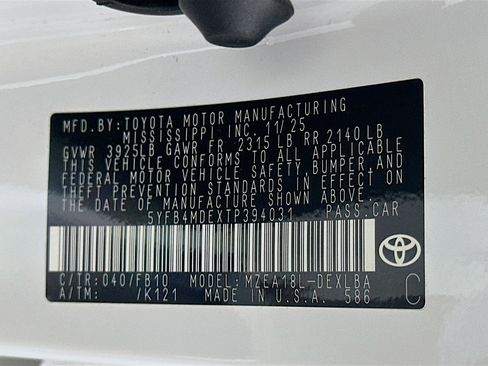 MFD.BY:TOYOTA MOTOR MANUFACTURING
MISSISSIPPI INC. 11/25
GVWR 3925LB GAWR FR 2315 LB RR 2140 LB
THIS VEHICLE CONFORMS TO ALL APPLICABLE
FEDERAL MOTOR VEHICLE SAFETY, BUMPER AND
THEFT PREVENTION STANDARDS IN EFFECT ON
THE DATE OF MANUFACTURE SHOWN ABOVE.
5YFB4MDEXTP394031 PASS.CAR
C/TR:040/FB10 MODEL:MZEA18L-DEXLBA
A/TM: /K121 MADE IN U.S.A. 586 C